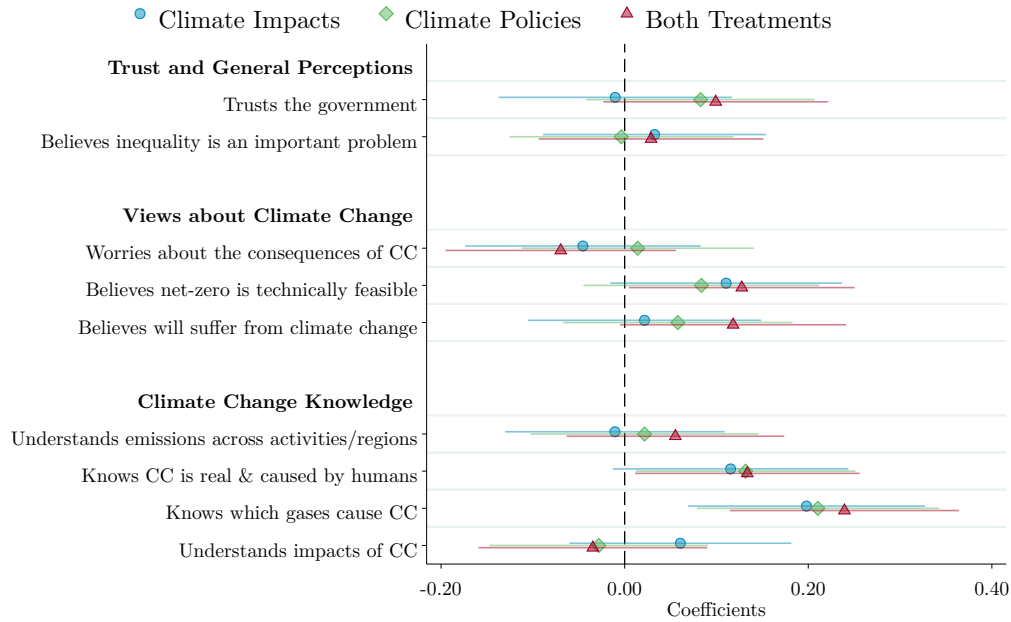 Climate Impacts Climate Policies Both Treatments
Trust and General Perceptions
Trusts the government
Believes inequality is an important problem
Views about Climate Change
Worries about the consequences of CC
Believes net-zero is technically feasible
Believes will suffer from climate change
Climate Change Knowledge
Understands emissions across activities/regions
Knows CC is real & caused by humans
Knows which gases cause CC
Understands impacts of CC
-0.20 0.00 0.20 0.40
Coefficients